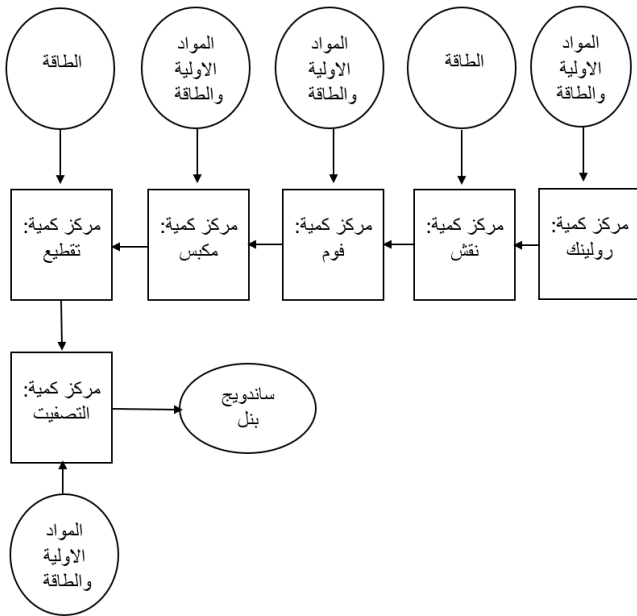 المواد
الاولية
والطاقة
الطاقة
المواد
الاولية
والطاقة
المواد
الاولية
والطاقة
الطاقة
مركز كمية:
رولينك
مركز كمية:
نقش
مركز كمية:
فوم
مركز كمية:
مكبس
مركز كمية:
تقطيع
مركز كمية:
التصفيت
ساندويج
بنل
المواد
الاولية
والطاقة